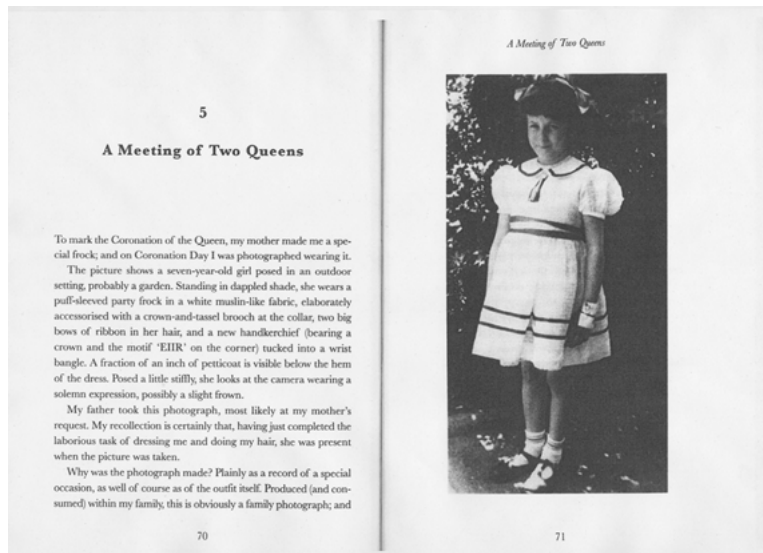 5
A Meeting of Two Queens
To mark the Coronation of the Queen, my mother made me a spe-
cial frock; and on Coronation Day I was photographed wearing it.
The picture shows a seven-year-old girl posed in an outdoor
setting, probably a garden. Standing in dappled shade, she wears a
puff-sleeved party frock in a white muslin-like fabric, elaborately
accessorised with a crown-and-tassel brooch at the collar, two big
bows of ribbon in her hair, and a new handkerchief (bearing a
crown and the motif ‘EIIR’ on the corner) tucked into a wrist
bangle. A fraction of an inch of petticoat is visible below the hem
of the dress. Posed a little stiffly, she looks at the camera wearing a
solemn expression, possibly a slight frown.
My father took this photograph, most likely at my mother’s
request. My recollection is certainly that, having just completed the
laborious task of dressing me and doing my hair, she was present
when the picture was taken.
Why was the photograph made? Plainly as a record of a special
occasion, as well of course as of the outfit itself. Produced (and con-
sumed) within my family, this is obviously a family photograph; and
70
A Meeting of Two Queens
71